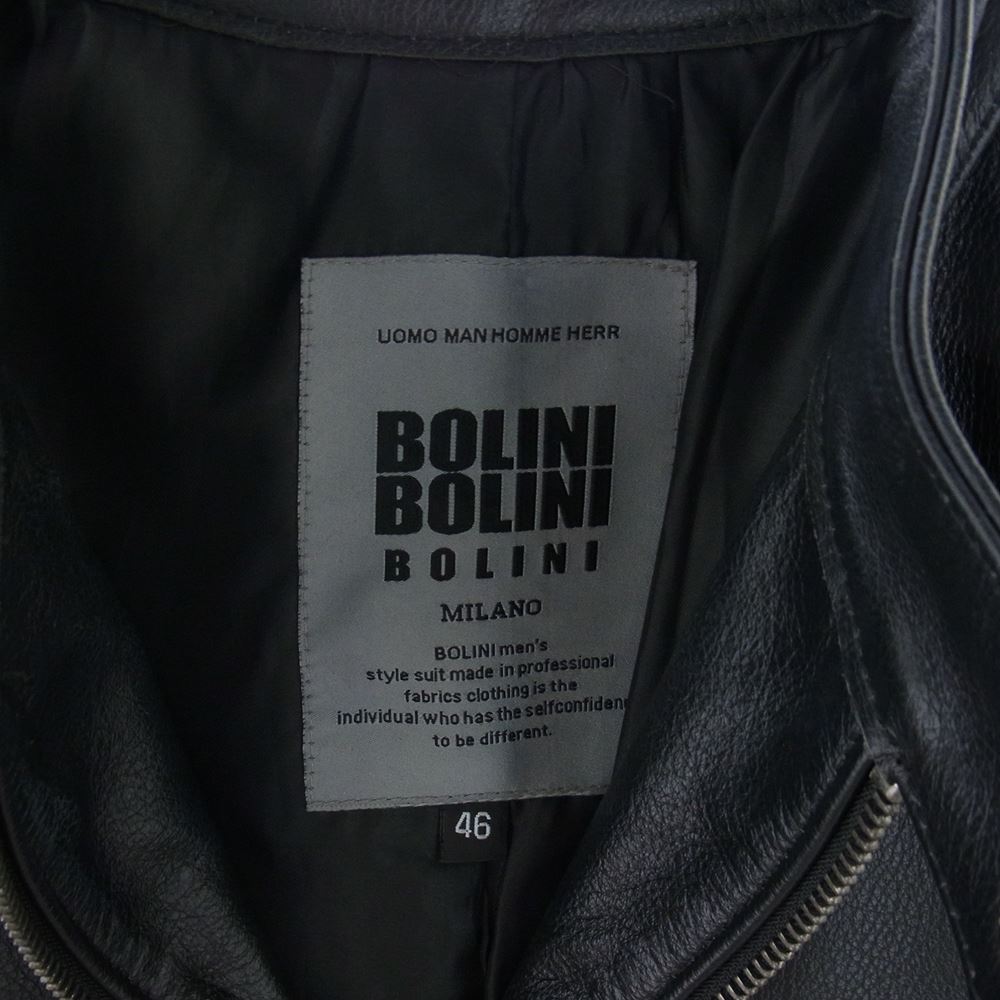 UOMO MAN HOMME HERR
BOLINI
BOLINI
BOLINI
MILANO
BOLINI men's
style suit made in professional
fabrics clothing is the
individual who has the selfconfiden
to be different.
46